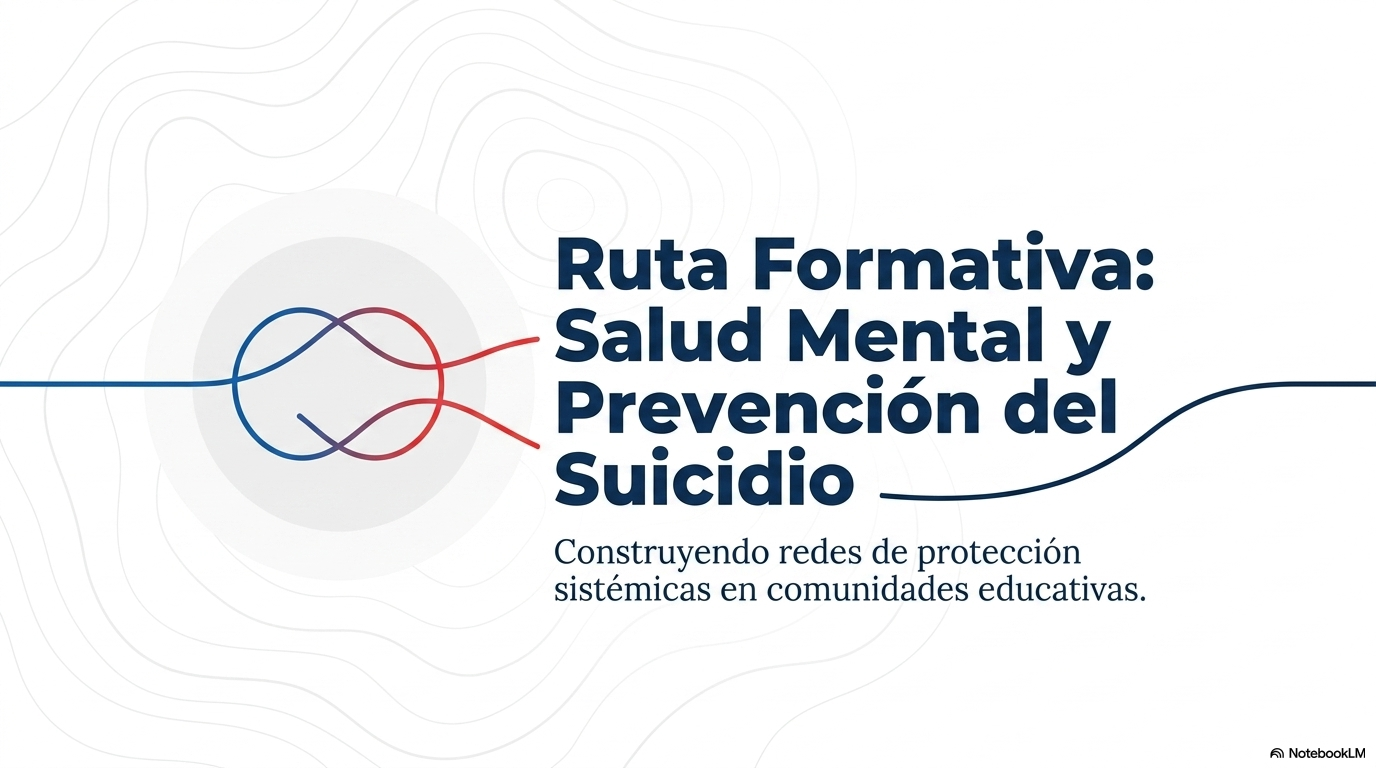 Ruta Formativa:
Salud Mental y
Prevención del
Suicidio
Construyendo redes de protección
sistémicas en comunidades educativas.
NotebookLM